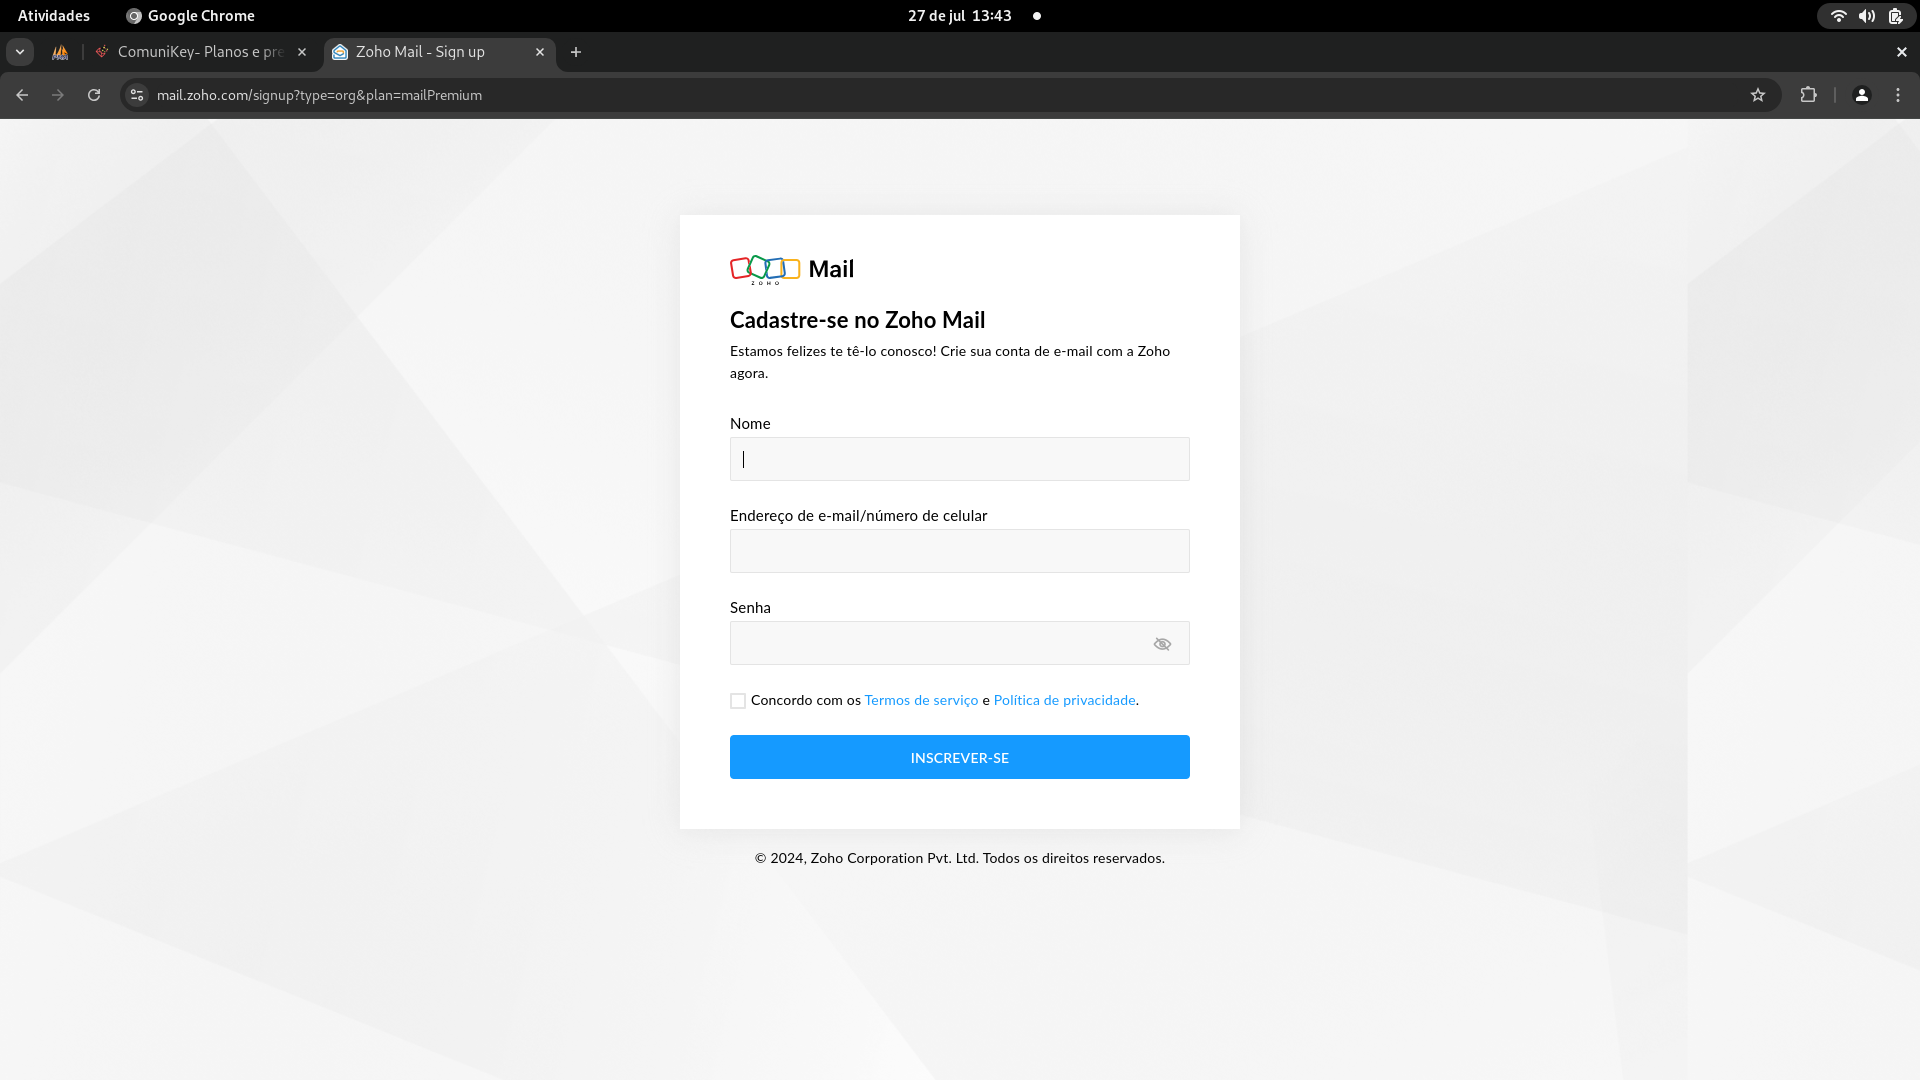 Atividades
Google Chrome
27 de jul 13:43
ComuniKey- Planos e pre
Zoho Mail - Sign up
mail.zoho.com/signup?type=org&plan=mailPremium
ZOHO
Mail
Cadastre-se no Zoho Mail
Estamos felizes te tê-lo conosco! Crie sua conta de e-mail com a Zoho
agora.
Nome
Endereço de e-mail/número de celular
Senha
Concordo com os Termos de serviço e Política de privacidade.
INSCREVER-SE
© 2024, Zoho Corporation Pvt. Ltd. Todos os direitos reservados.